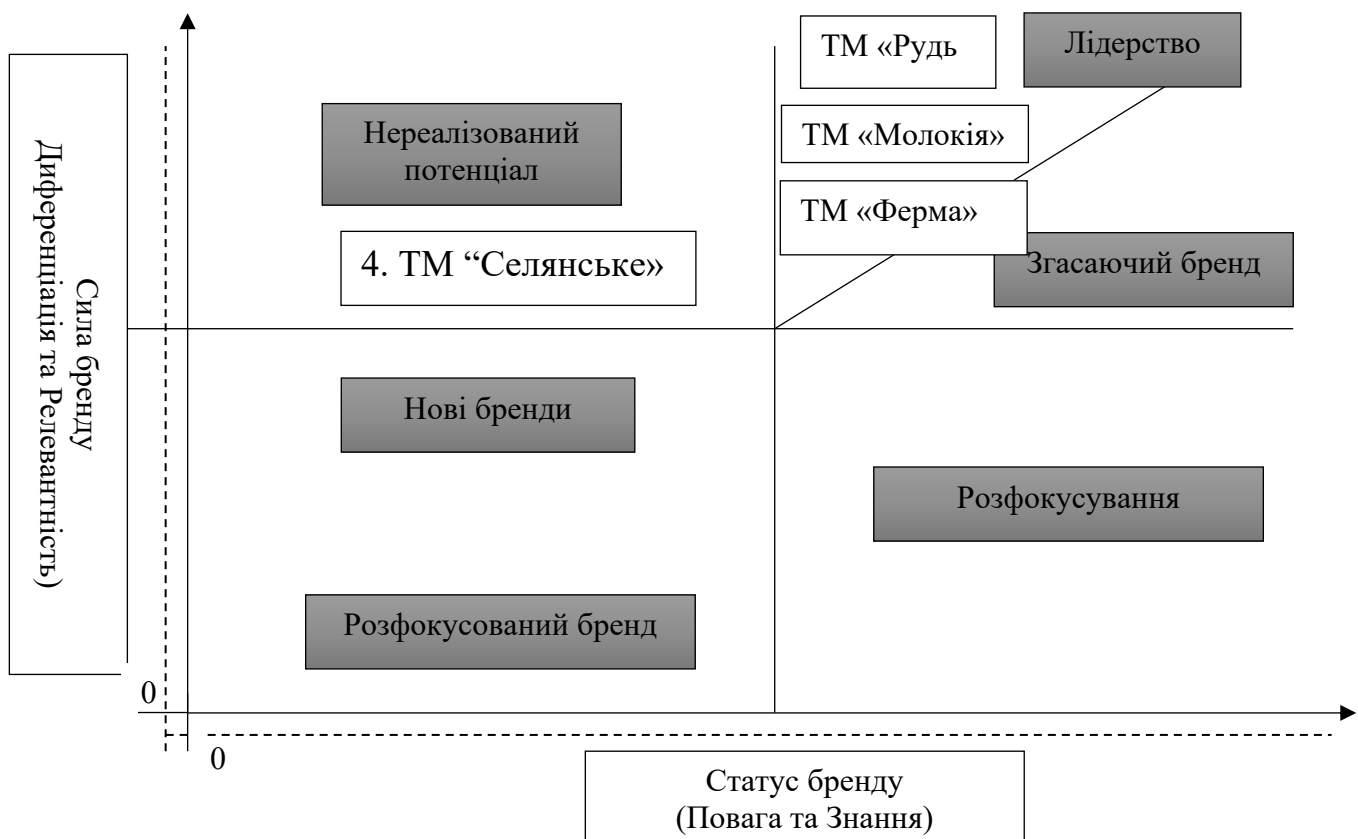 ТМ «Рудь
Лідерство
Нереалізований
потенціал
ТМ «Молокія»
ТМ «Ферма»
4. ТМ “Селянське»
Згасаючий бренд
Сила бренду
Диференціація та Релевантність)
Нові бренди
Розфокусування
Розфокусований бренд
0
0
Статус бренду
(Повага та Знання)